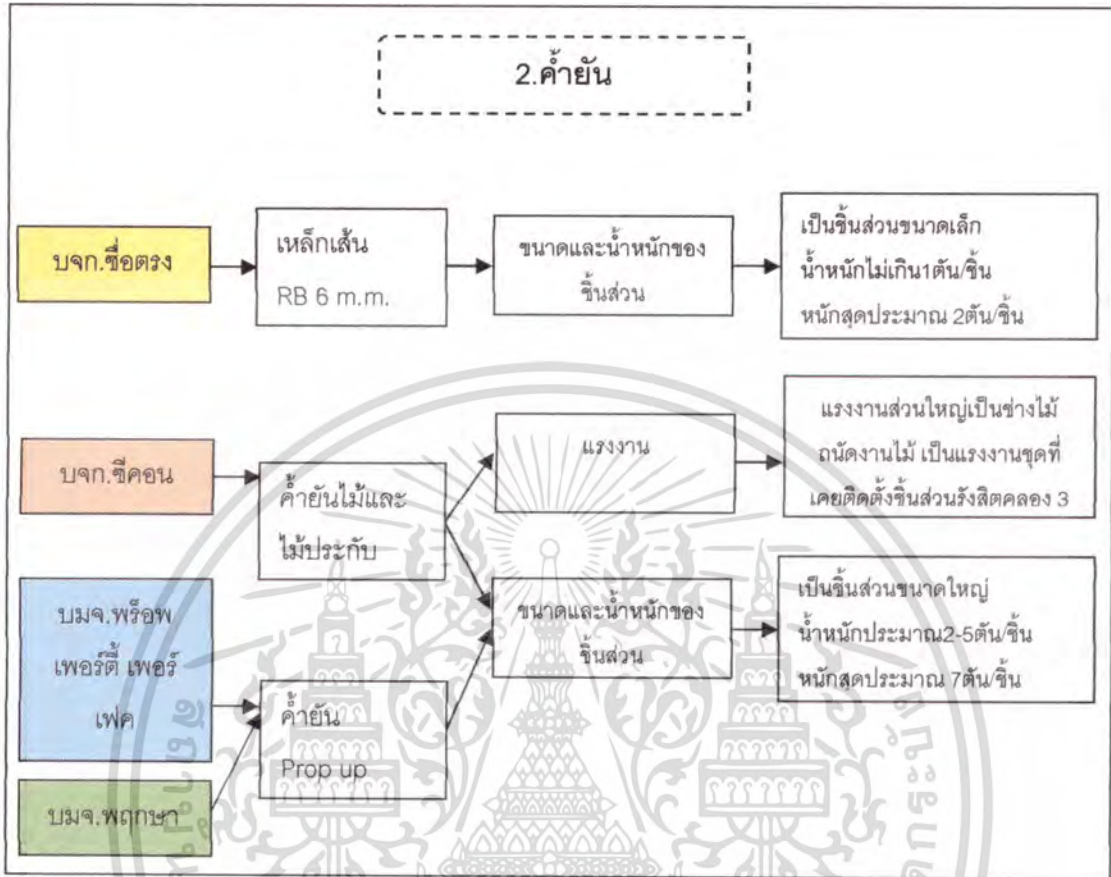 2.ค้ำยัน
บจก.ซื่อตรง
เหล็กเส้น
RB 6 m.m.
ขนาดและน้ำหนักของ
ชิ้นส่วน
เป็นชิ้นส่วนขนาดเล็ก
น้ำหนักไม่เกิน1ตัน/ชิ้น
หนักสุดประมาณ 2ตัน/ชิ้น
บจก.ซีคอน
ค้ำยันไม้และ
ไม้ประกับ
แรงงาน
แรงงานส่วนใหญ่เป็นช่างไม้
ถนัดงานไม้ เป็นแรงงานชุดที่
เคยติดตั้งชิ้นส่วนรังสิตคลอง 3
บมจ.พร็อพ
เพอร์ตี้ เพอร์
เฟค
บมจ.พฤกษา
ค้ำยัน
Prop up
ขนาดและน้ำหนักของ
ชิ้นส่วน
เป็นชิ้นส่วนขนาดใหญ่
น้ำหนักประมาณ2-5ตัน/ชิ้น
หนักสุดประมาณ 7ตัน/ชิ้น